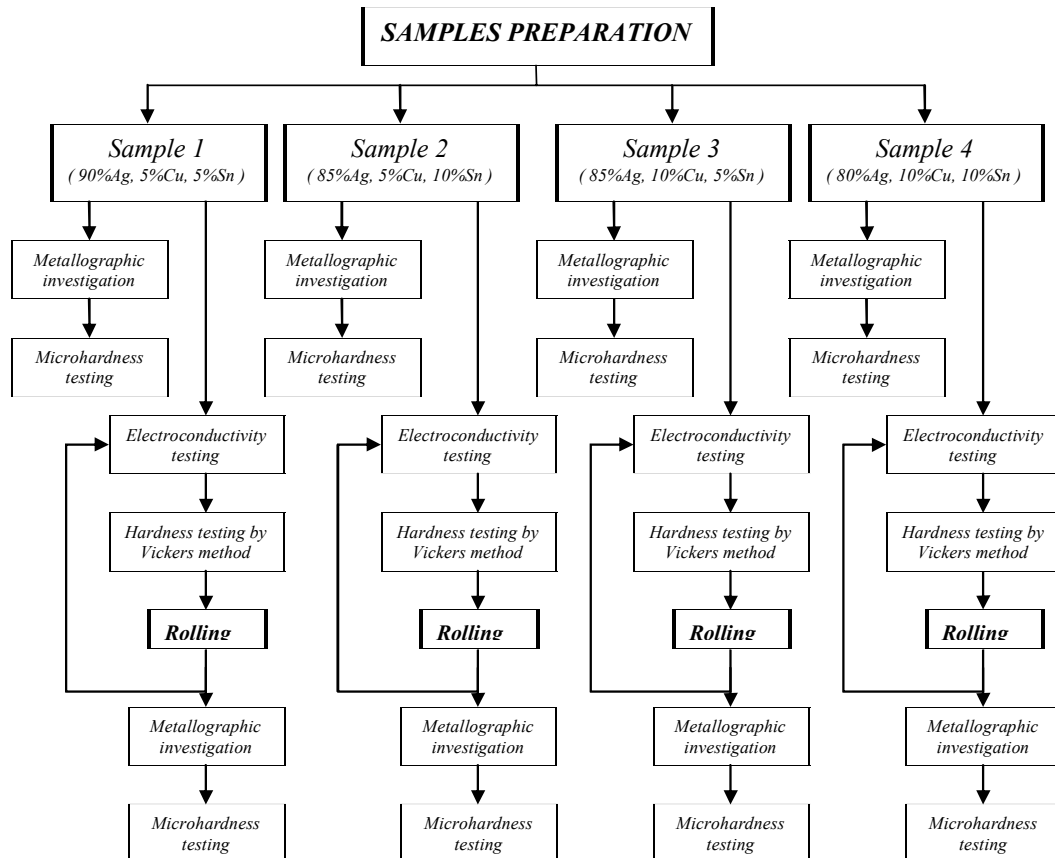 SAMPLES PREPARATION
Sample 1
( 90%Ag, 5%Cu, 5%Sn )
Sample 2
( 85%Ag, 5%Cu, 10%Sn )
Sample 3
( 85%Ag, 10%Cu, 5%Sn )
Sample 4
( 80%Ag, 10%Cu, 10%Sn )
Metallographic
investigation
Metallographic
investigation
Metallographic
investigation
Metallographic
investigation
Microhardness
testing
Microhardness
testing
Microhardness
testing
Microhardness
testing
Electroconductivity
testing
Electroconductivity
testing
Electroconductivity
testing
Electroconductivity
testing
Hardness testing by
Vickers method
Hardness testing by
Vickers method
Hardness testing by
Vickers method
Hardness testing by
Vickers method
Rolling
Rolling
Rolling
Rolling
Metallographic
investigation
Metallographic
investigation
Metallographic
investigation
Metallographic
investigation
Microhardness
testing
Microhardness
testing
Microhardness
testing
Microhardness
testing